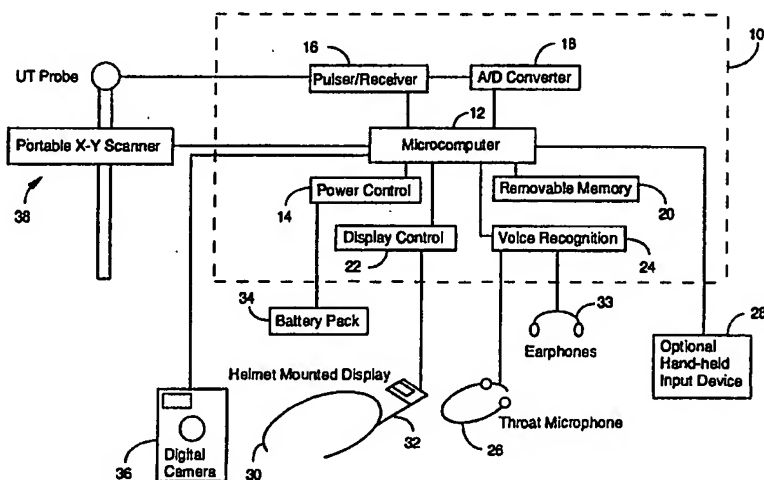 16
18
10
UT Probe
Pulser/Receiver
A/D Converter
12
Portable X-Y Scanner
Microcomputer
38
Power Control
Removable Memory
14
20
Display Control
Voice Recognition
22
24
34
33
28
Battery Pack
Earphones
Optional
Hand-held
Input Device
Helmet Mounted Display
Throat Microphone
32
26
36
Digital
Camera
30